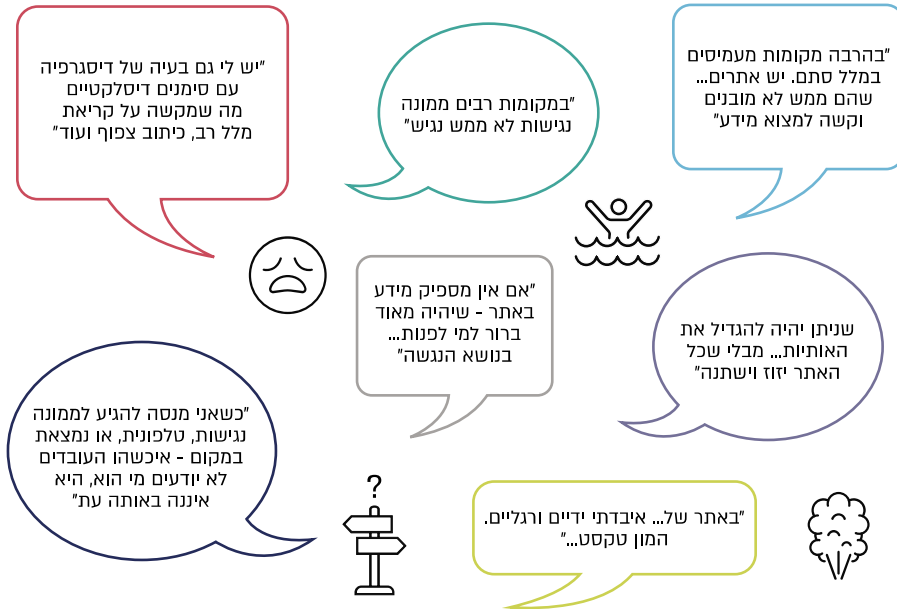 "בהרבה מקומות מעמיסים
במלל סתם. יש אתרים...
שהם ממש לא מובנים
וקשה למצוא מידע"
"במקומות רבים ממונה
נגישות לא ממש נגיש"
"יש לי גם בעיה של דיסגרפיה
עם סימנים דיסלקטיים
מה שמקשה על קריאת
מלל רב, כיתוב צפוף ועוד"
שניתן יהיה להגדיל את
האותיות... מבלי שכל
האתר יזוז וישתנה"
"אם אין מספיק מידע
באתר - שיהיה מאוד
ברור למי לפנות...
בנושא הנגשה"
"כשאני מנסה להגיע לממונה
נגישות, טלפונית, או נמצאת
במקום - איכשהו העובדים
לא יודעים מי הוא, היא
איננה באותה עת"
?
"באתר של... איבדתי ידיים ורגליים.
המון טקסט..."